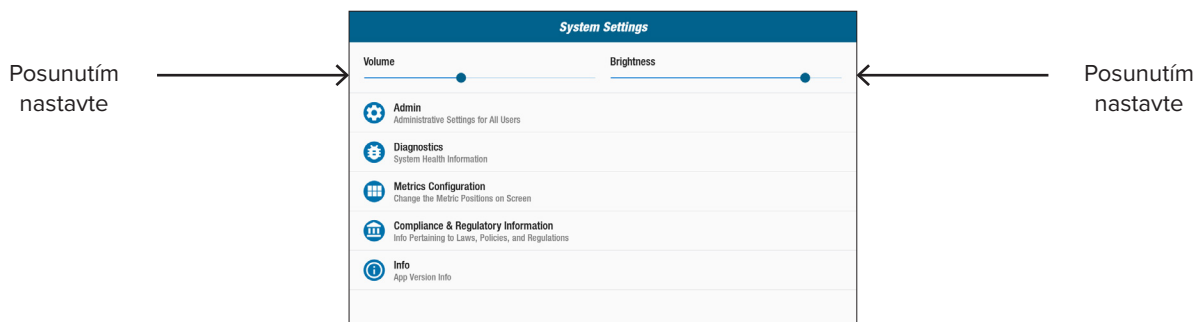 System Settings
Posunutím
nastavte
Volume
Brightness
Posunutím
nastavte
Admin
Administrative Settings for All Users
Diagnostics
System Health Information
Metrics Configuration
Change the Metric Positions on Screen
Compliance & Regulatory Information
Info Pertaining to Laws, Policies, and Regulations
Info
App Version Info